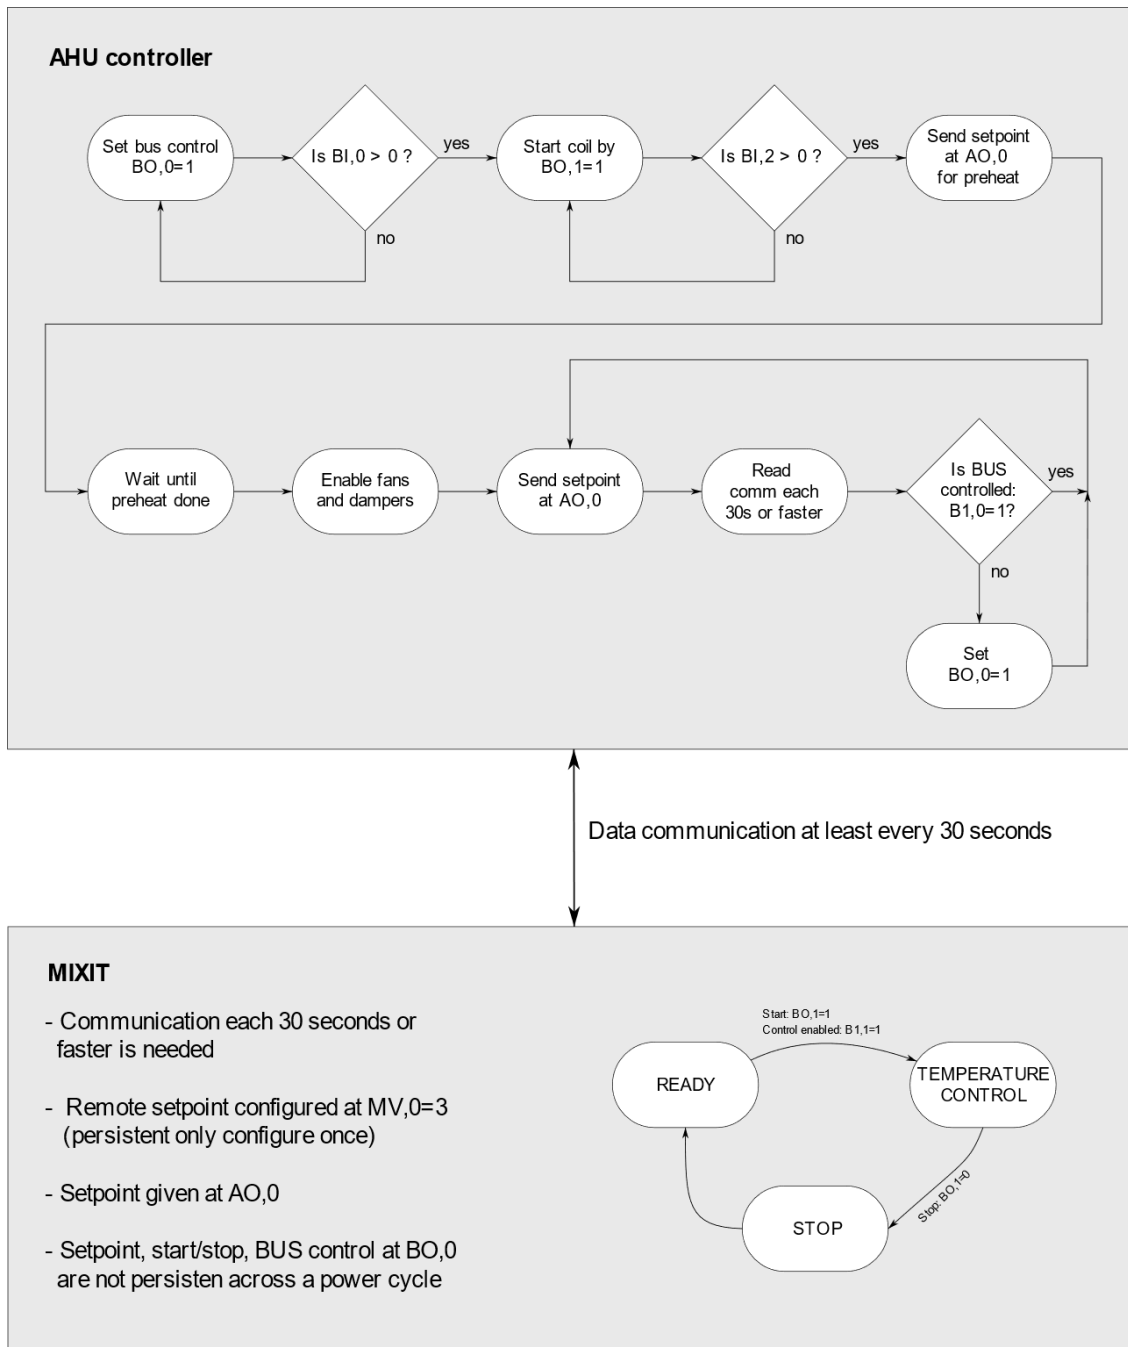 AHU controller
Set bus control
BO,0=1
Is BI,0 > 0 ?
yes
no
Start coil by
BO,1=1
Is BI,2 > 0 ?
yes
no
Send setpoint
at AO,0
for preheat
Wait until
preheat done
Enable fans
and dampers
Send setpoint
at AO,0
Read
comm each
30s or faster
Is BUS
controlled:
B1,0=1?
yes
no
Set
BO,0=1
Data communication at least every 30 seconds
MIXIT
- Communication each 30 seconds or
faster is needed
- Remote setpoint configured at MV,0=3
(persistent only configure once)
- Setpoint given at AO,0
- Setpoint, start/stop, BUS control at BO,0
are not persisten across a power cycle
Start: BO,1=1
Control enabled: B1,1=1
READY
TEMPERATURE
CONTROL
Stop: BO,1=0
STOP